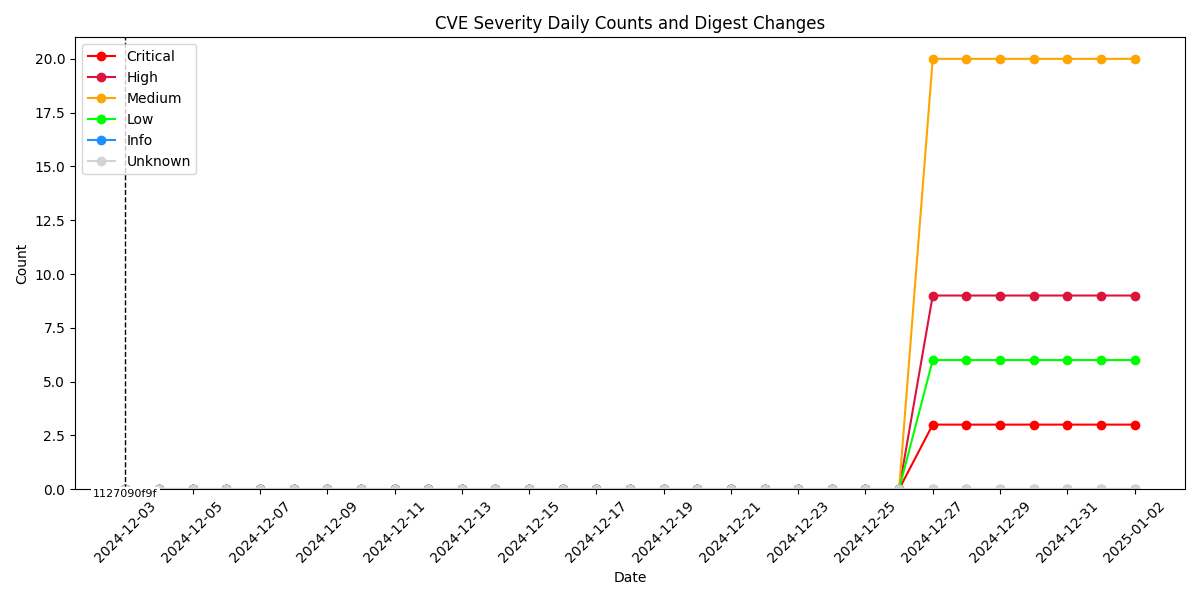 CVE Severity Daily Counts and Digest Changes
Critical
High
Medium
Low
Info
Unknown
Count
20.0
17.5
15.0
12.5
10.0
7.5
5.0
2.5
0.0
1127090f9f
2024-12-03
2024-12-05
2024-12-07
2024-12-09
2024-12-11
2024-12-13
2024-12-15
2024-12-17
2024-12-19
2024-12-21
2024-12-23
2024-12-25
2024-12-27
2024-12-29
2024-12-31
2025-01-02
Date